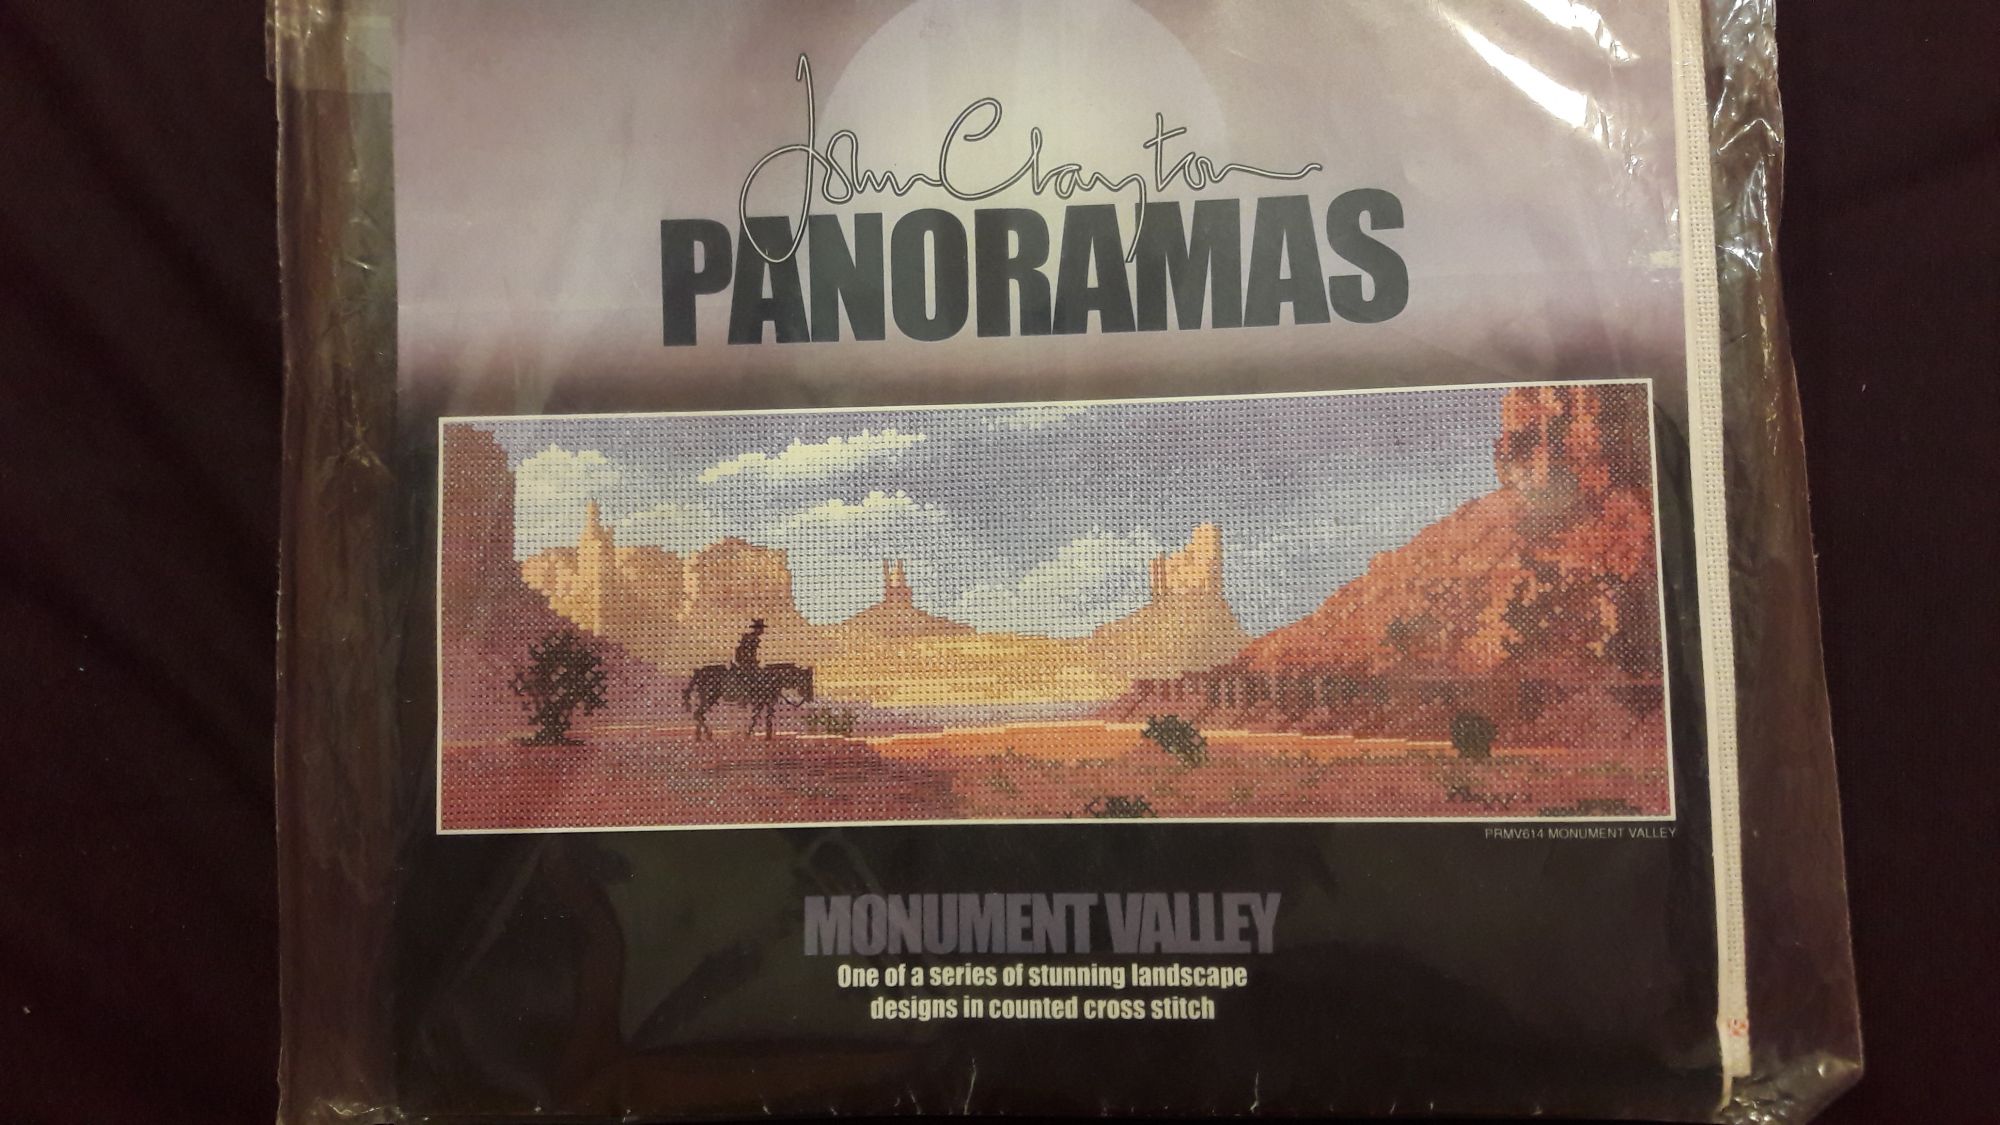 John Clayton
PANORAMAS
PRMV614 MONUMENT VALLEY
MONUMENT VALLEY
One of a series of stunning landscape
designs in counted cross stitch